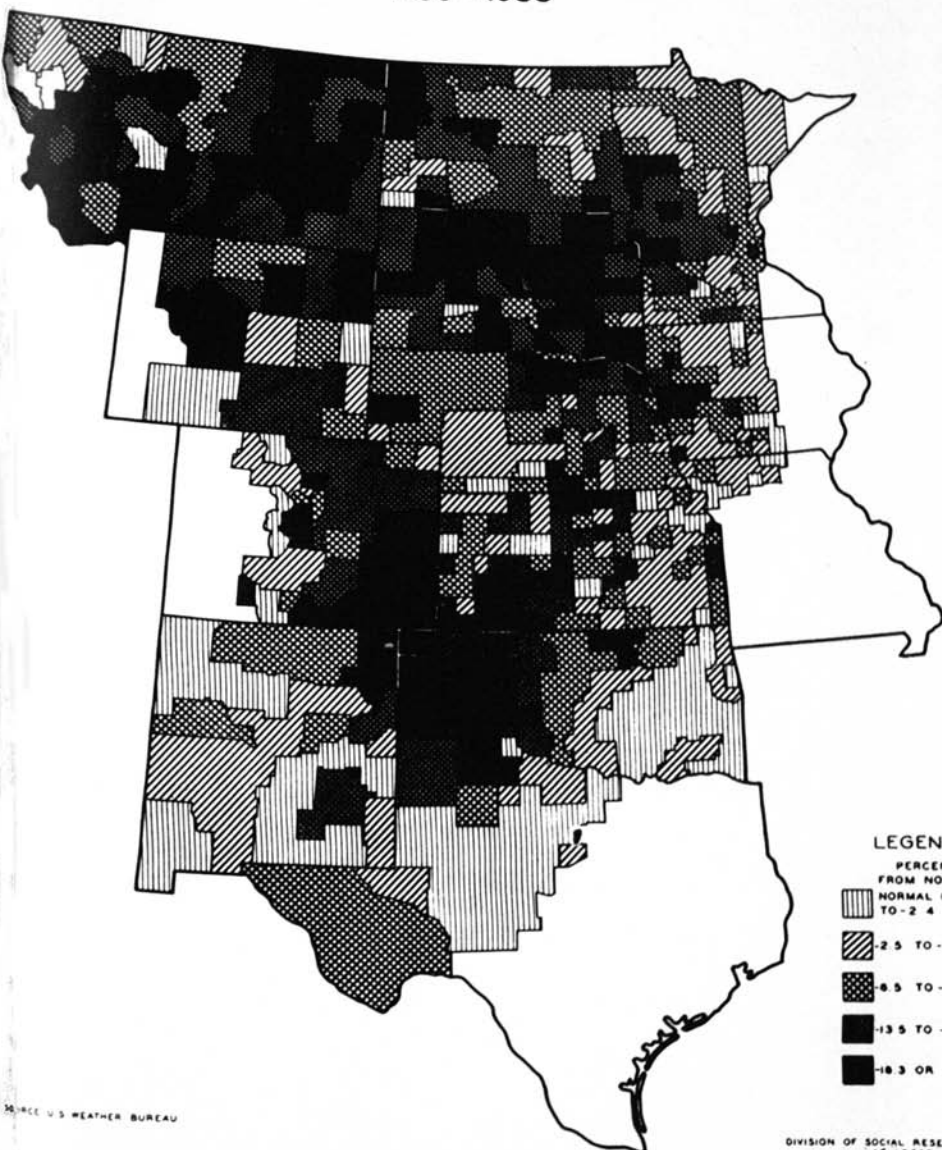 LEGEN
PERCE
FROM NO
NORMAL
TO -2 4
-2.5 TO -
-6.5 TO -
-13 5 TO -
-18.3 OR
SOURCE U S WEATHER BUREAU
DIVISION OF SOCIAL RESE